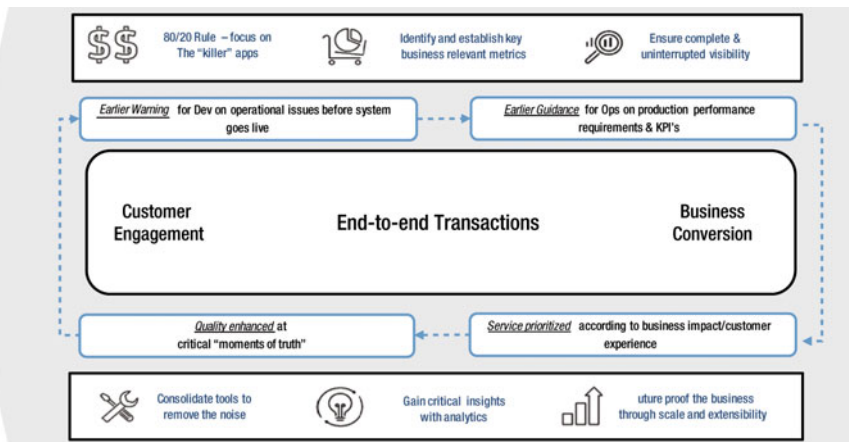 80/20 Rule – focus on
The "killer" apps
Identify and establish key
business relevant metrics
Ensure complete &
uninterrupted visibility
Earlier Warning for Dev on operational issues before system
goes live
Earlier Guidance for Ops on production performance
requirements & KPI's
Customer
Engagement
End-to-end Transactions
Business
Conversion
Quality enhanced at
critical "moments of truth"
Service prioritized according to business impact/customer
experience
Consolidate tools to
remove the noise
Gain critical insights
with analytics
uture proof the business
through scale and extensibility